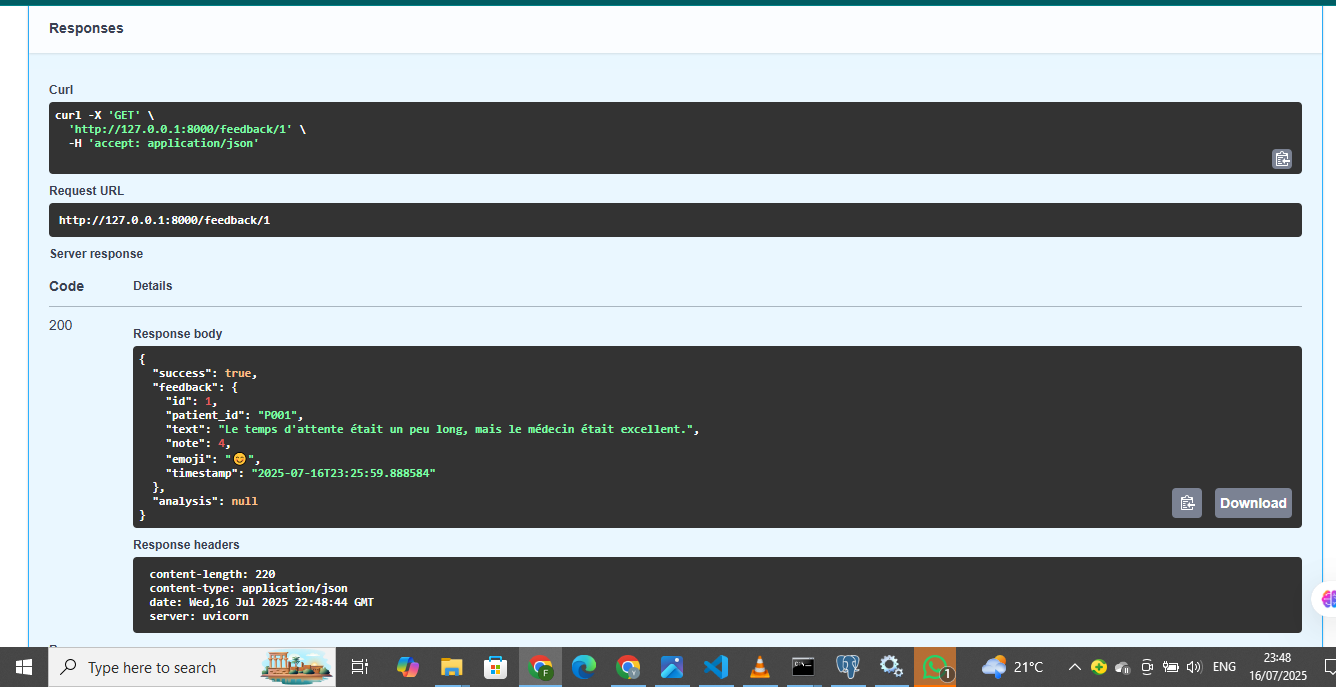 Responses
Curl
curl -X 'GET' \
  'http://127.0.0.1:8000/feedback/1' \
  -H 'accept: application/json'
Request URL
http://127.0.0.1:8000/feedback/1
Server response
Code Details
200
Response body
{
  "success": true,
  "feedback": {
    "id": 1,
    "patient_id": "P001",
    "text": "Le temps d'attente était un peu long, mais le médecin était excellent.",
    "note": 4,
    "emoji": "😊",
    "timestamp": "2025-07-16T23:25:59.888584"
  },
  "analysis": null
}
Download
Response headers
content-length: 220
content-type: application/json
date: Wed,16 Jul 2025 22:48:44 GMT
server: uvicorn
Type here to search
F
1
21°C
ENG
23:48
16/07/2025